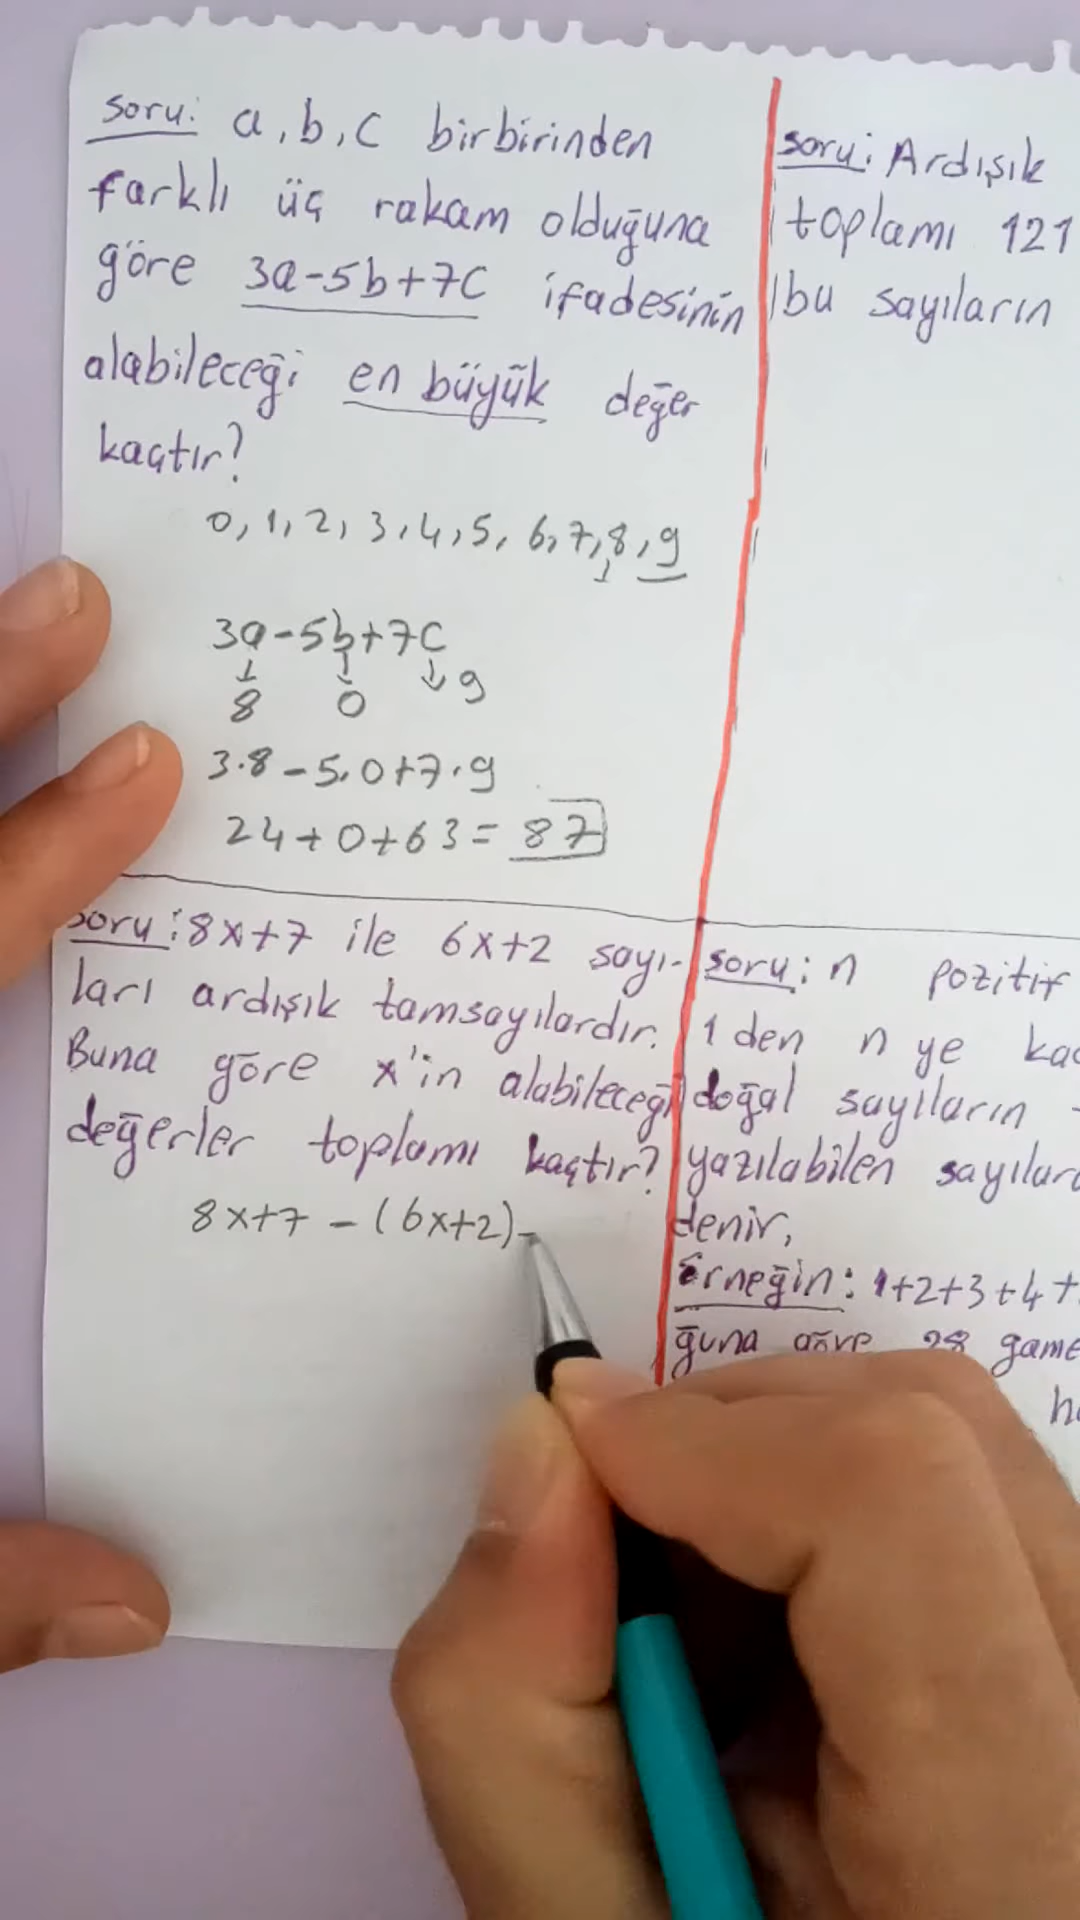 soru: a, b, c birbirinden
farklı üç rakam olduğuna
göre 3a-5b+7c ifadesinin
alabileceği en büyük değer
kaçtır?
0, 1, 2, 3, 4, 5, 6, 7, 8, 9
3a-5b+7c
8 0 9
3.8-5.0+7.9
24+0+63=87
soru: Ardışık
toplamı 121
bu sayıların
soru: 8x+7 ile 6x+2 sayı-
ları ardışık tamsayılardır.
Buna göre x'in alabileceği
değerler toplamı kaçtır?
8x+7-(6x+2)=
soru: n pozitif
1 den n ye
doğal sayıların
yazılabilen
denir,
örneğin: 1+2+3+4+
ğuna göre 28